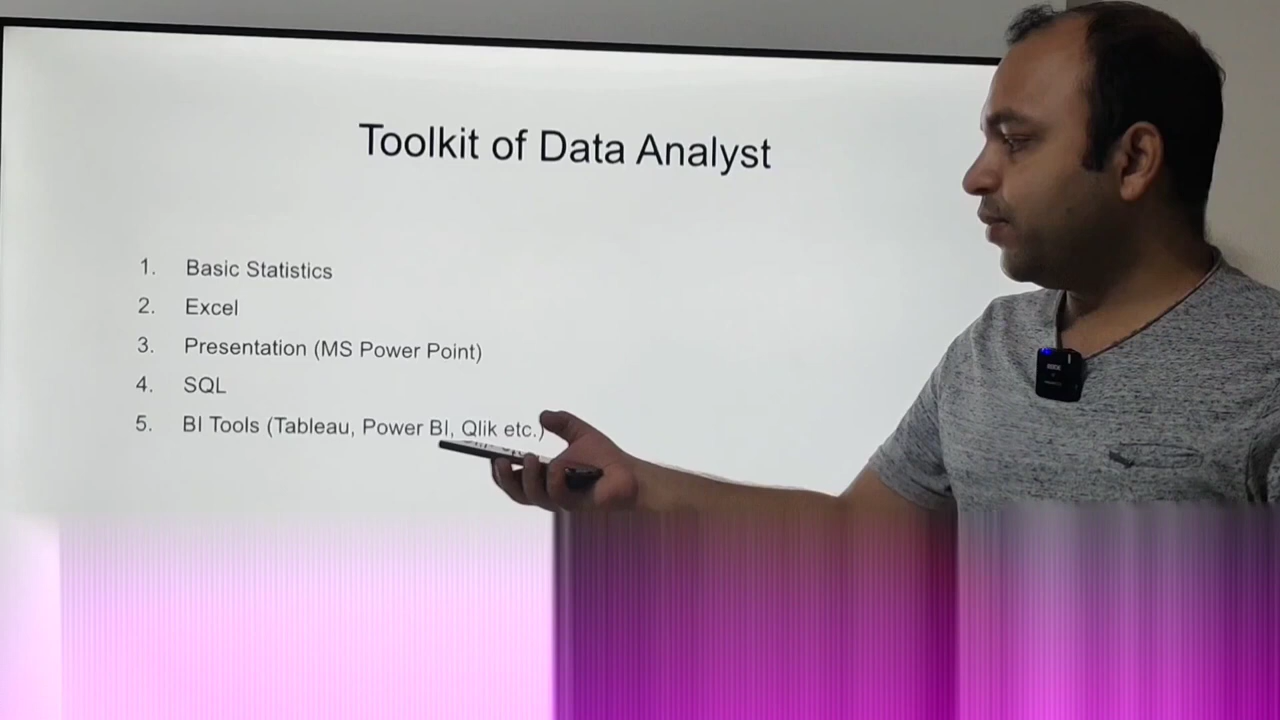 Toolkit of Data Analyst
1. Basic Statistics
2. Excel
3. Presentation (MS Power Point)
4. SQL
5. BI Tools (Tableau, Power BI, Qlik etc.)